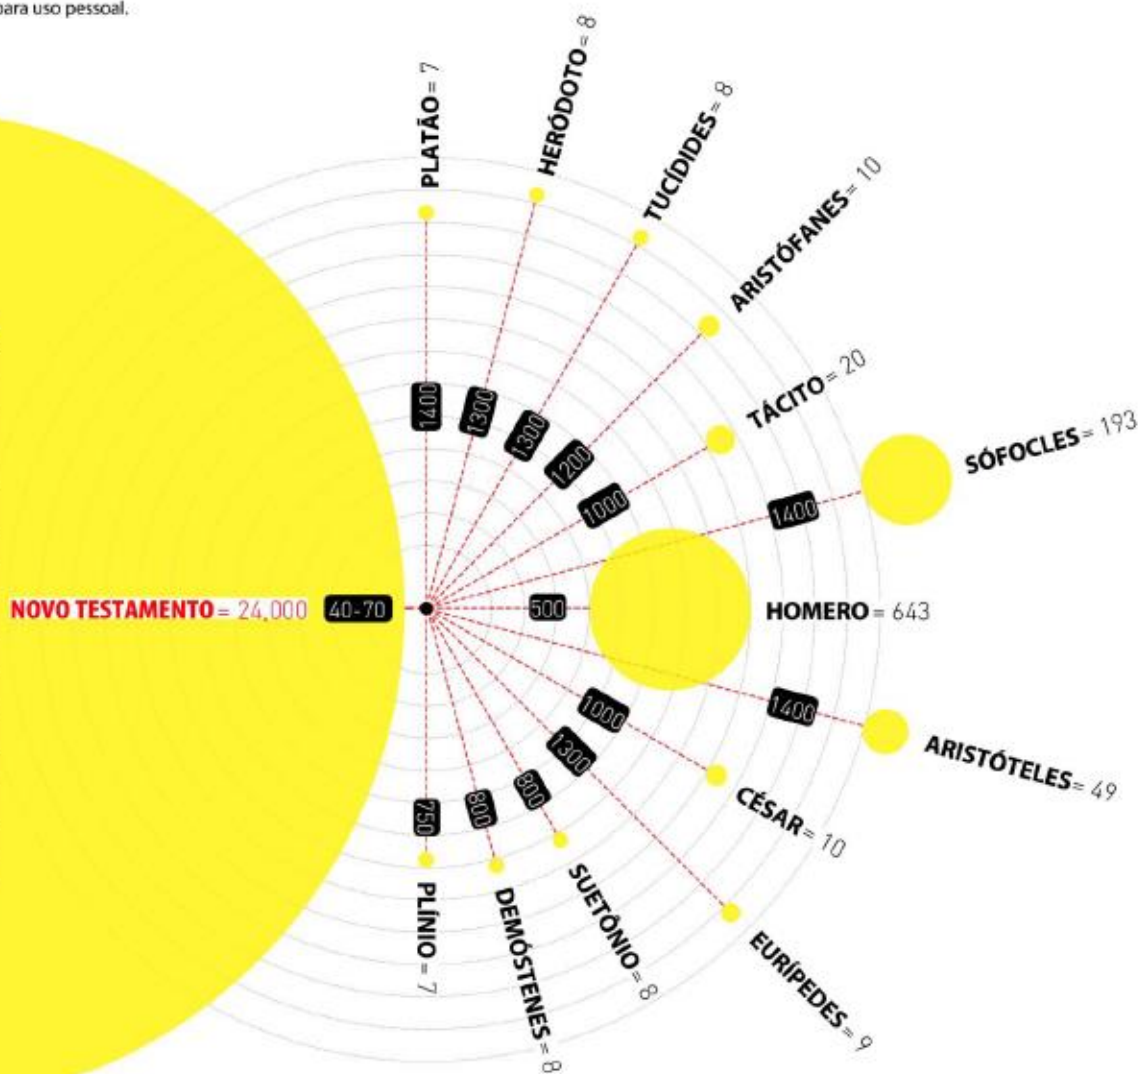 para uso pessoal.
PLATÃO = 7
HERÓDOTO = 8
TUCÍDIDES = 8
ARISTÓFANES = 10
TÁCITO = 20
SÓFOCLES = 193
1400
1300
1300
1200
1000
1400
NOVO TESTAMENTO = 24,000
40-70
500
HOMERO = 643
1400
ARISTÓTELES = 49
1000
CÉSAR = 10
1300
EURÍPEDES = 9
800
SUETÔNIO = 8
800
DEMÓSTENES = 8
750
PLÍNIO = 7